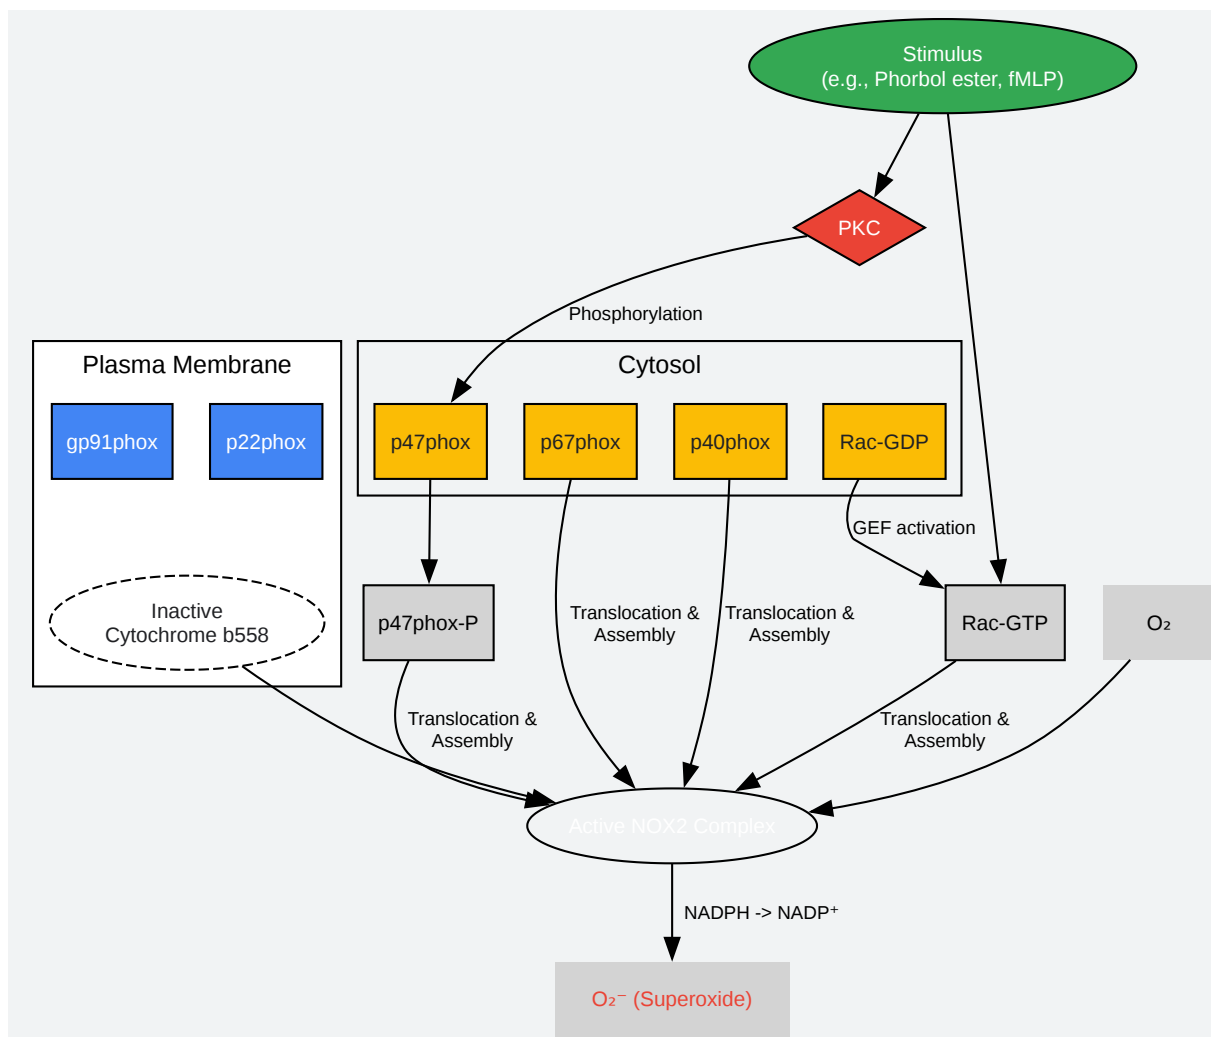 Stimulus
(e.g., Phorbol ester, fMLP)
PKC
Phosphorylation
Plasma Membrane
Cytosol
gp91phox
p22phox
p47phox
p67phox
p40phox
Rac-GDP
GEF activation
Inactive
Cytochrome b558
p47phox-P
Translocation &
Assembly
Translocation &
Assembly
Rac-GTP
O₂
Translocation &
Assembly
Translocation &
Assembly
Active NOX2 Complex
NADPH -> NADP⁺
O₂⁻ (Superoxide)